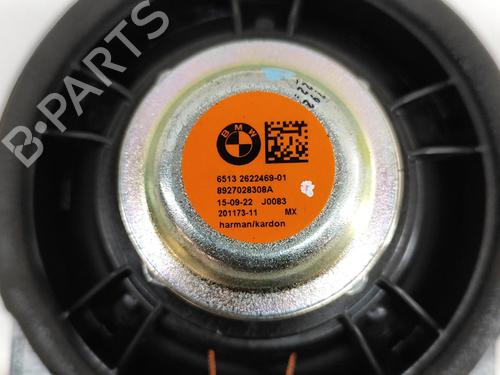 B-PARTS
BMW
6513 2622469-01
8927028308A
15-09-22 J0083
201173-11 MX
harman/kardon